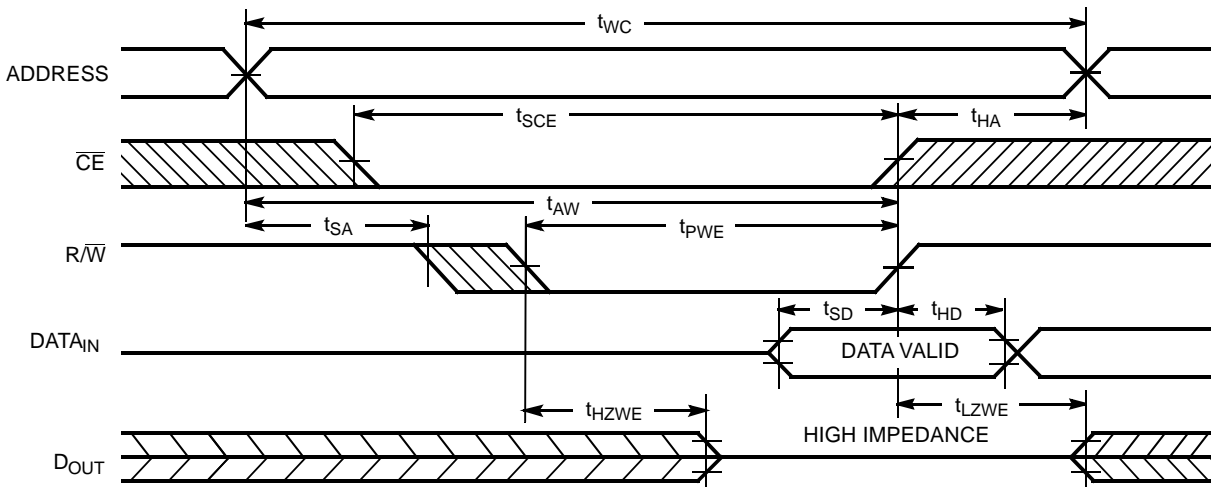 tWC
ADDRESS
tSCE
tHA
CE
tAW
tSA
tPWE
R/W
tSD
tHD
DATAIN
DATA VALID
tHZWE
tLZWE
HIGH IMPEDANCE
DOUT